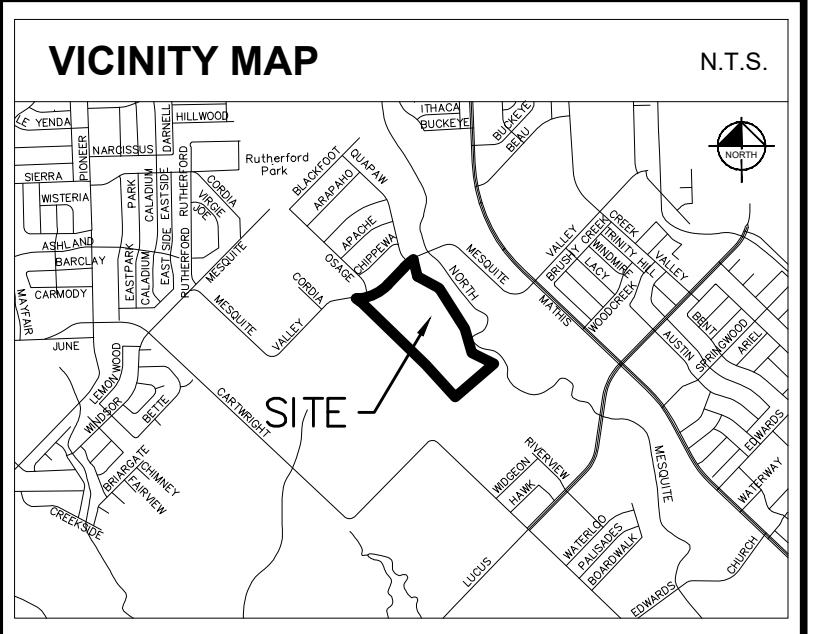 VICINITY MAP
N.T.S.
NORTH
LE YENDA
PIONEER
DARNELL
HILLWOOD
NARCISSUS
SIERRA
WISTERIA
ASHLAND
BARCLAY
CARMODY
MAYFAIR
JUNE
PARK
EASTPARK
CALADIUM
CALADIUM
EASTSIDE
EAST SIDE
RUTHERFORD
RUTHERFORD
CORDIA
VIRGIE
JOE
MESQUITE
Rutherford
Park
BLACKFOOT
QUAPAW
ARAPAHO
APACHE
CHIPPEWA
OSAGE
CORDIA
VALLEY
MESQUITE
ITHACA
BUCKEYE
BUCKEYE
BEAU
NORTH
MESQUITE
VALLEY
CREEK
BRUSHY CREEK
TRINITY HILL
WINDMIRE
LACY
VALLEY
WOODCREEK
MATHIS
AUSTIN
BENT
SPRINGWOOD
ARIEL
EDWARDS
WATERWAY
CHURCH
EDWARDS
MESQUITE
LEMON WOOD
WINDSOR
BETTE
BRIARGATE
CHIMNEY
FAIRVIEW
CREEKSIDE
CARTWRIGHT
SITE
WIDGEON
RIVERVIEW
HAWK
LUCUS
WATERLOO
PALISADES
BOARDWALK